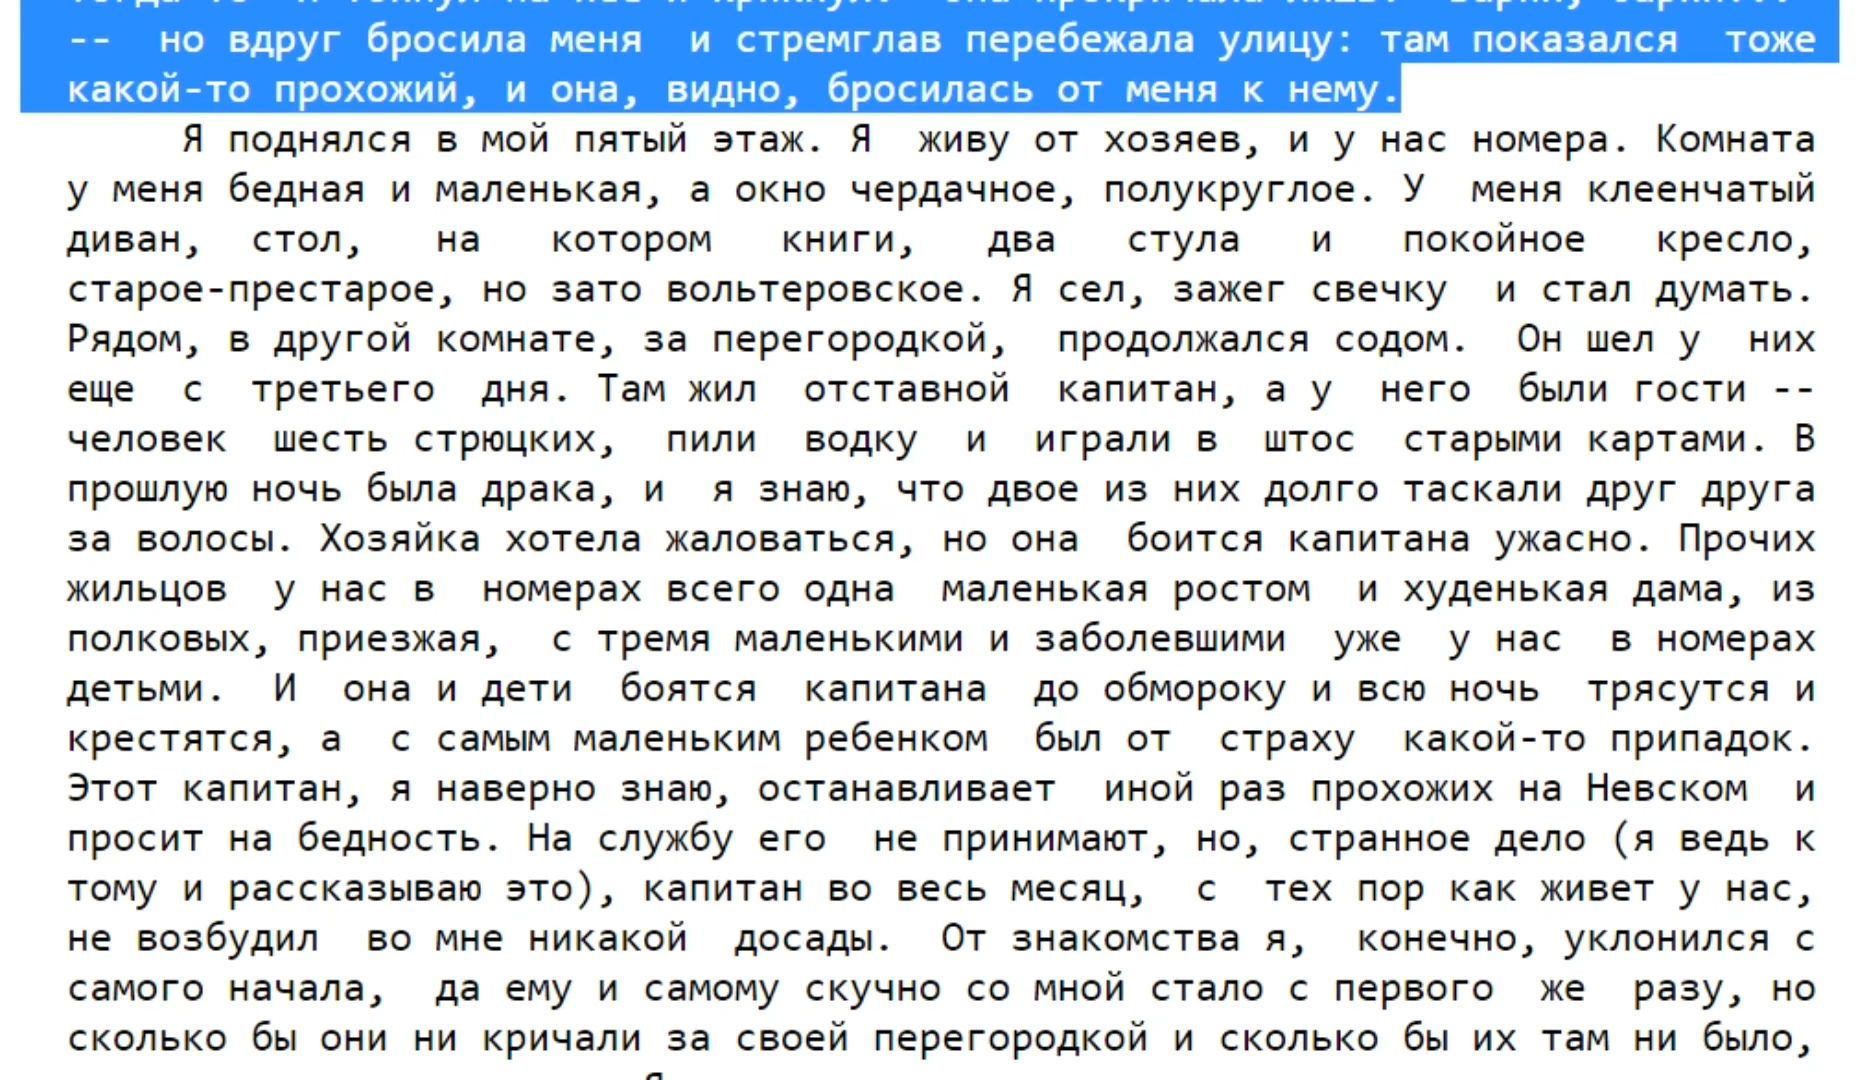 -- но вдруг бросила меня и стремглав перебежала улицу: там показался тоже
какой-то прохожий, и она, видно, бросилась от меня к нему.
Я поднялся в мой пятый этаж. Я живу от хозяев, и у нас номера. Комната
у меня бедная и маленькая, а окно чердачное, полукруглое. У меня клеенчатый
диван, стол, на котором книги, два стула и покойное кресло,
старое-престарое, но зато вольтеровское. Я сел, зажег свечку и стал думать.
Рядом, в другой комнате, за перегородкой, продолжался содом. Он шел у них
еще с третьего дня. Там жил отставной капитан, а у него были гости --
человек шесть стрюцких, пили водку и играли в штос старыми картами. В
прошлую ночь была драка, и я знаю, что двое из них долго таскали друг друга
за волосы. Хозяйка хотела жаловаться, но она боится капитана ужасно. Прочих
жильцов у нас в номерах всего одна маленькая ростом и худенькая дама, из
полковых, приезжая, с тремя маленькими и заболевшими уже у нас в номерах
детьми. И она и дети боятся капитана до обмороку и всю ночь трясутся и
крестятся, а с самым маленьким ребенком был от страху какой-то припадок.
Этот капитан, я наверно знаю, останавливает иной раз прохожих на Невском и
просит на бедность. На службу его не принимают, но, странное дело (я ведь к
тому и рассказываю это), капитан во весь месяц, с тех пор как живет у нас,
не возбудил во мне никакой досады. От знакомства я, конечно, уклонился с
самого начала, да ему и самому скучно со мной стало с первого же разу, но
сколько бы они ни кричали за своей перегородкой и сколько бы их там ни было,